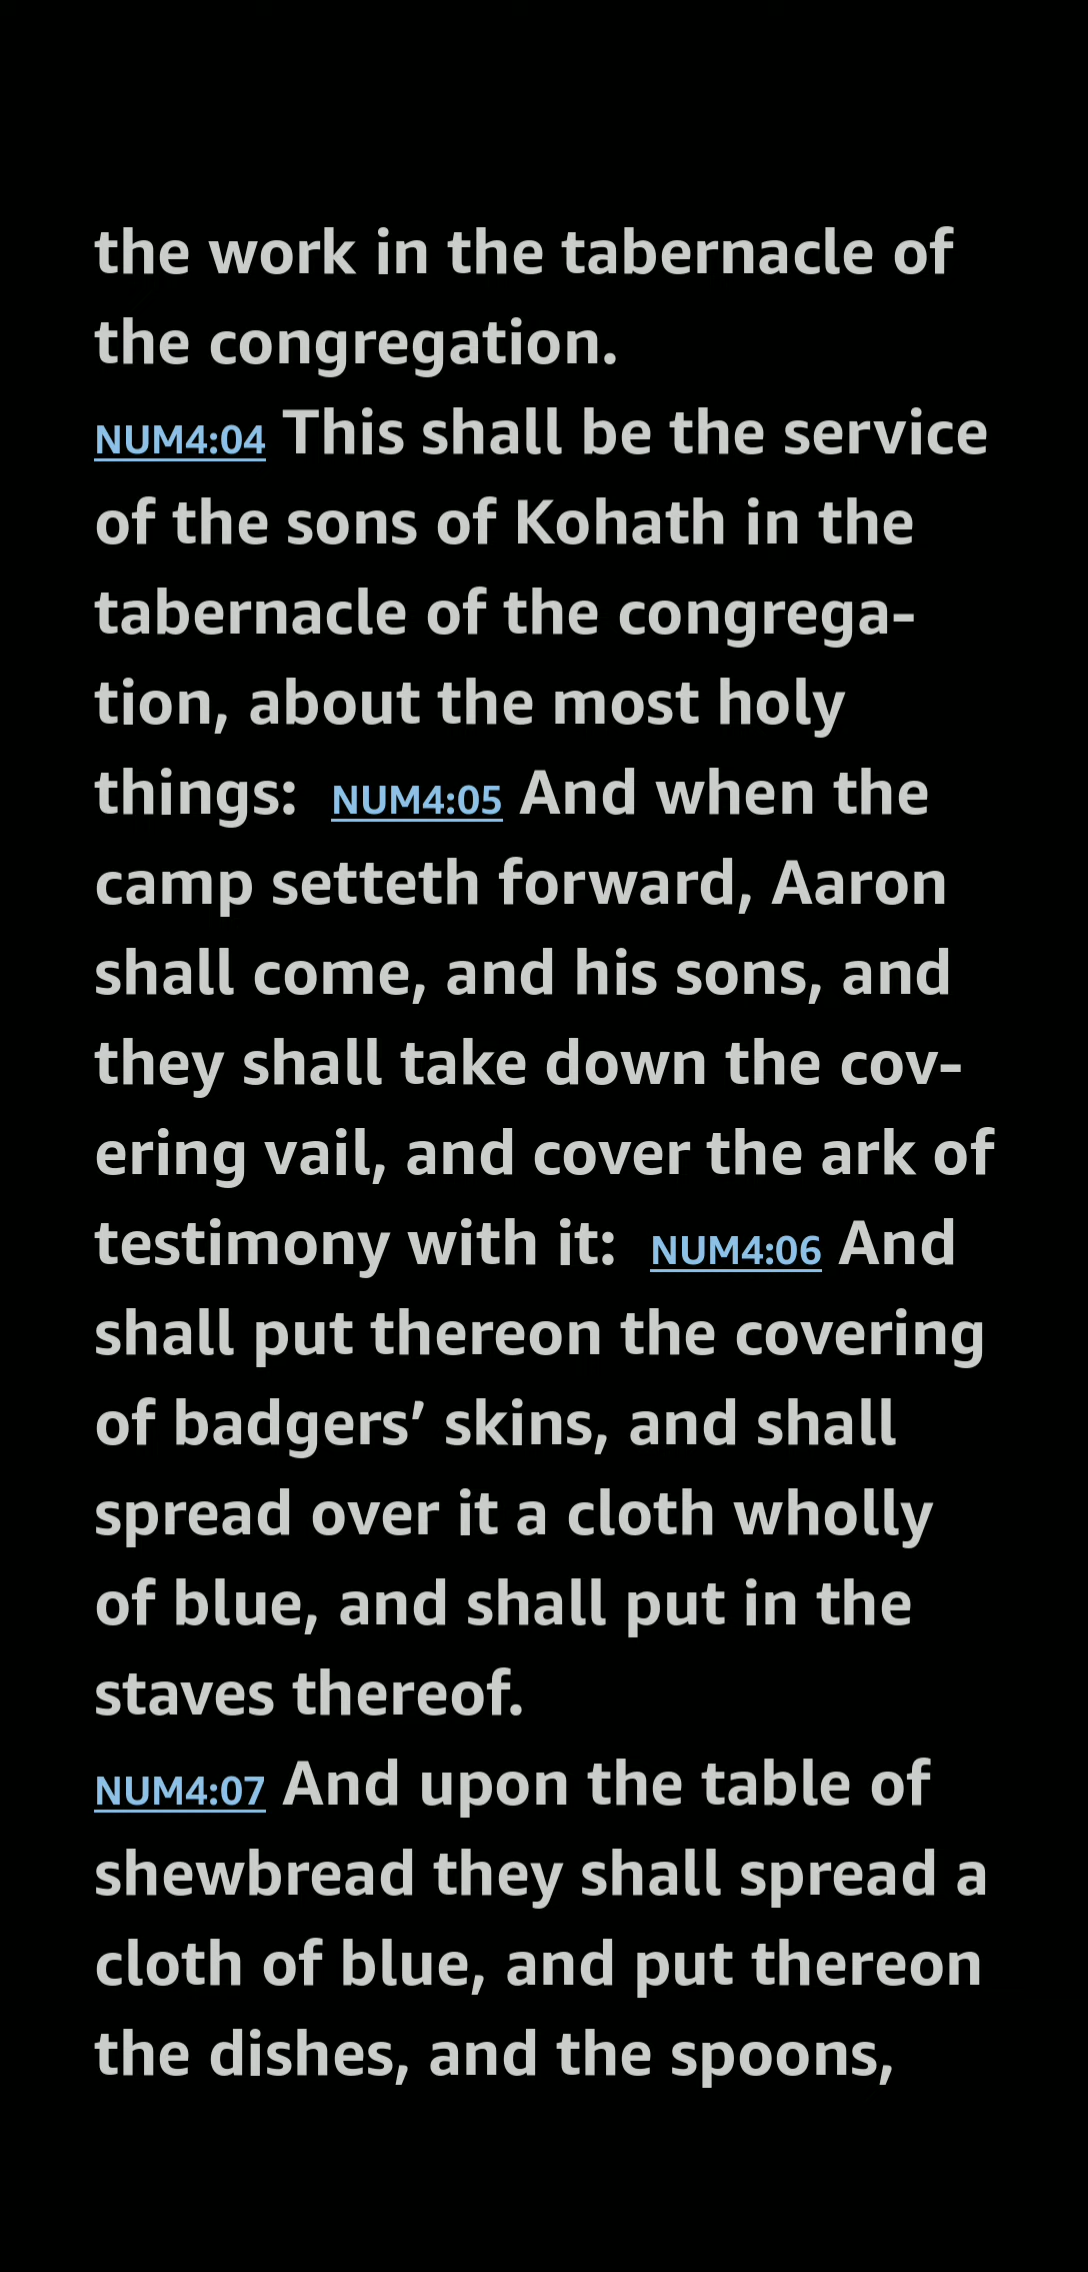 the work in the tabernacle of
the congregation.
NUM4:04 This shall be the service
of the sons of Kohath in the
tabernacle of the congrega-
tion, about the most holy
things: NUM4:05 And when the
camp setteth forward, Aaron
shall come, and his sons, and
they shall take down the cov-
ering vail, and cover the ark of
testimony with it: NUM4:06 And
shall put thereon the covering
of badgers’ skins, and shall
spread over it a cloth wholly
of blue, and shall put in the
staves thereof.
NUM4:07 And upon the table of
shewbread they shall spread a
cloth of blue, and put thereon
the dishes, and the spoons,